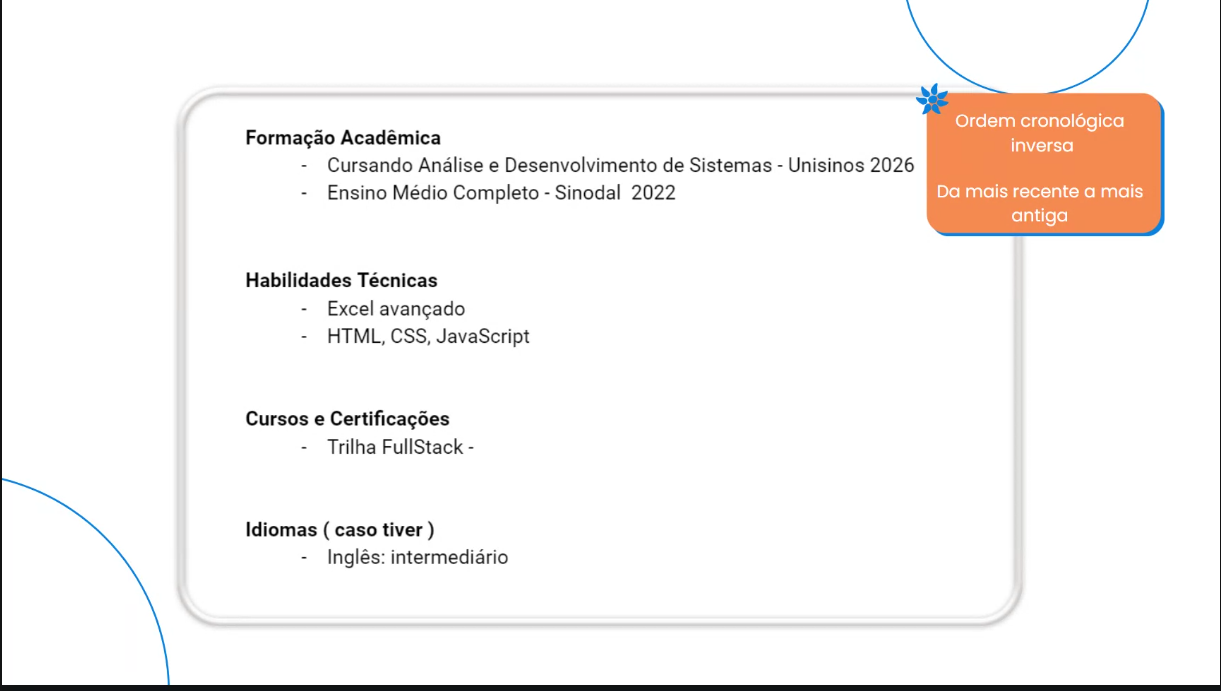 Formação Acadêmica
- Cursando Análise e Desenvolvimento de Sistemas - Unisinos 2026
- Ensino Médio Completo - Sinodal 2022
Habilidades Técnicas
- Excel avançado
- HTML, CSS, JavaScript
Cursos e Certificações
- Trilha FullStack -
Idiomas ( caso tiver )
- Inglês: intermediário
Ordem cronológica
inversa
Da mais recente a mais
antiga